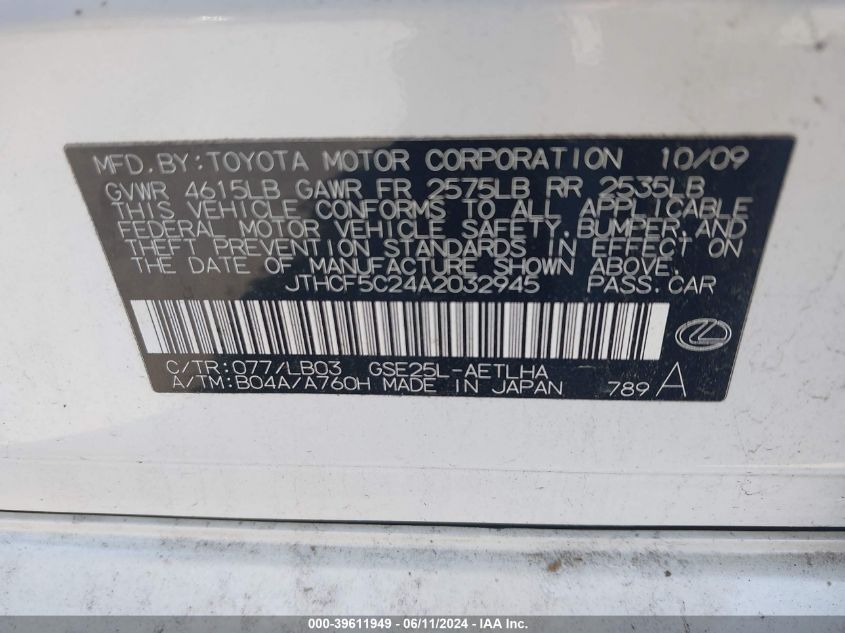 MFD.BY:TOYOTA MOTOR CORPORATION 10/09
GVWR 4615LB GAWR FR 2575LB RR 2535LB
THIS VEHICLE CONFORMS TO ALL APPLICABLE
FEDERAL MOTOR VEHICLE SAFETY,BUMPER,AND
THEFT PREVENTION STANDARDS IN EFFECT ON
THE DATE OF MANUFACTURE SHOWN ABOVE.
JTHCF5C24A2032945 PASS.CAR
C/TR:077/LB03 GSE25L-AETLHA
A/TM:B04A/A760H MADE IN JAPAN 789 A
000-39611949 - 06/11/2024 - IAA Inc.